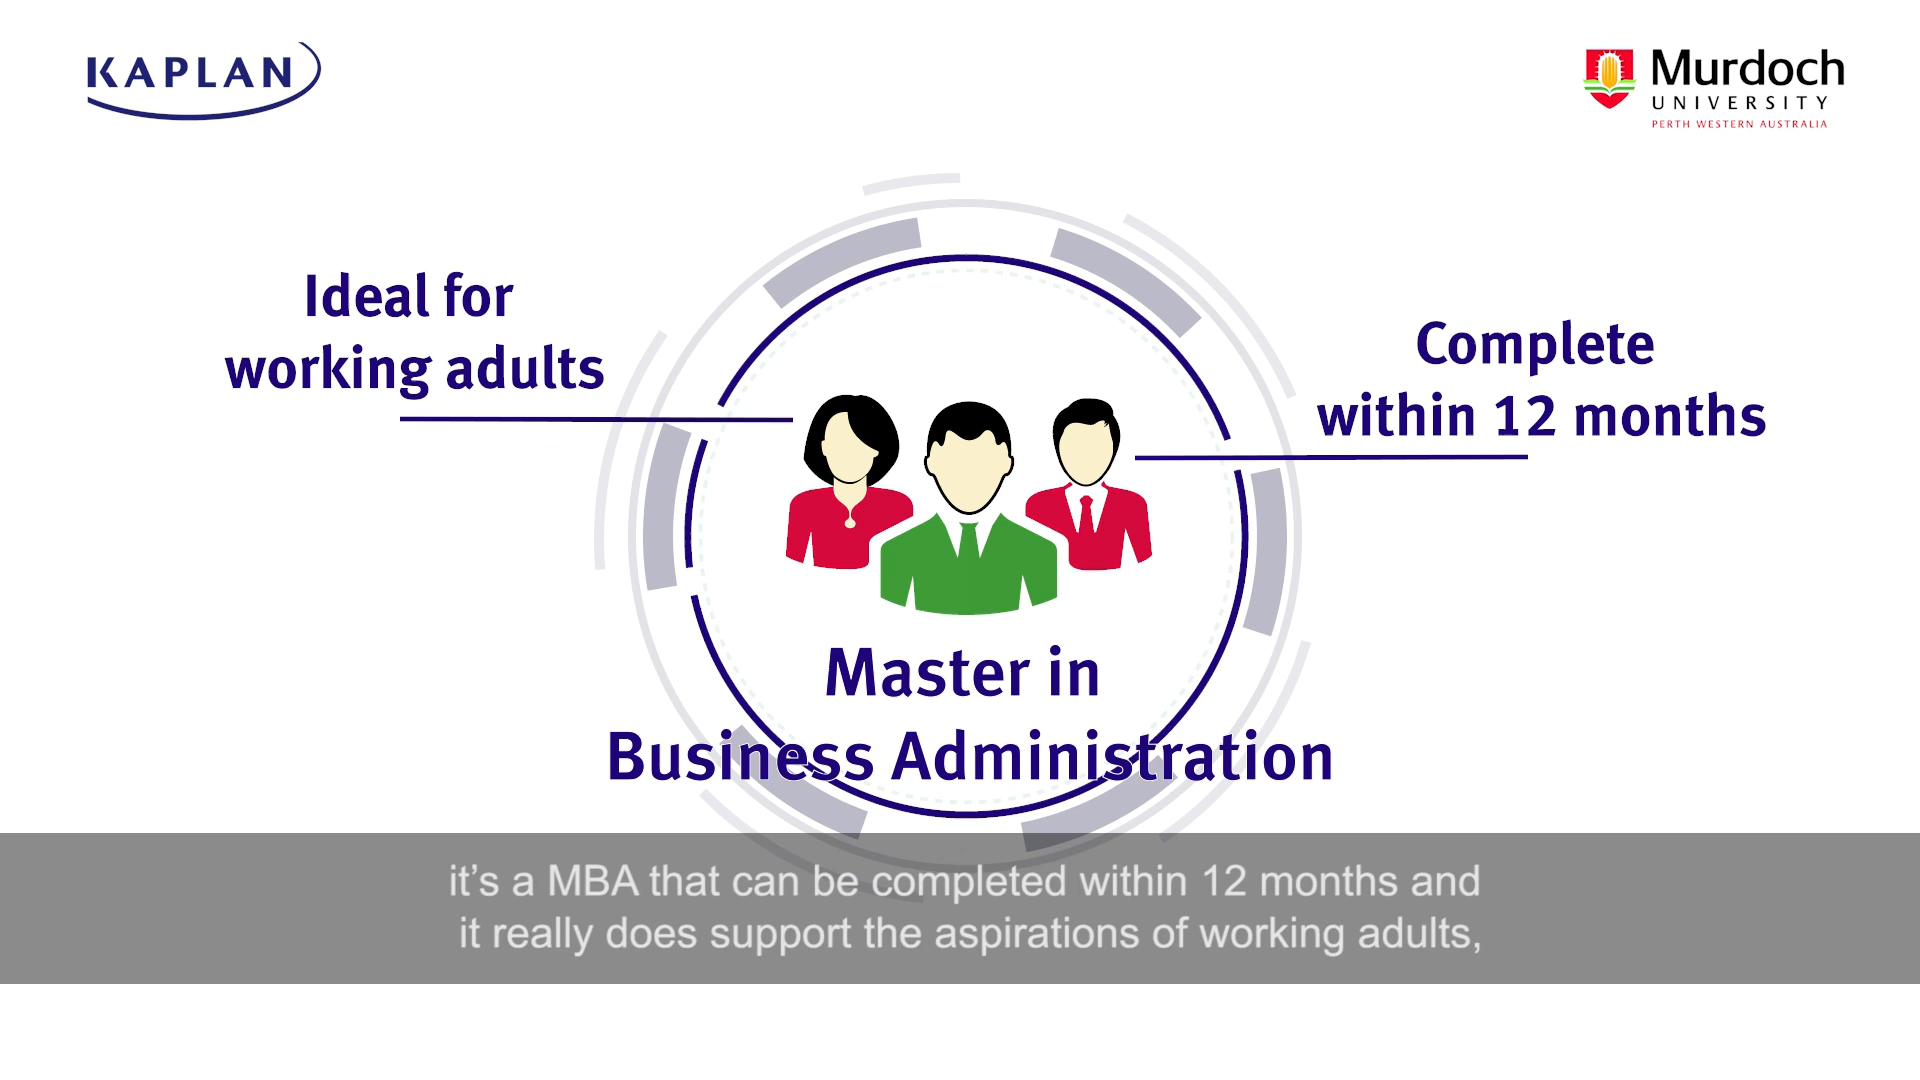 KAPLAN
Murdoch
UNIVERSITY
PERTH WESTERN AUSTRALIA
Ideal for
working adults
Complete
within 12 months
Master in
Business Administration
it’s a MBA that can be completed within 12 months and
it really does support the aspirations of working adults,